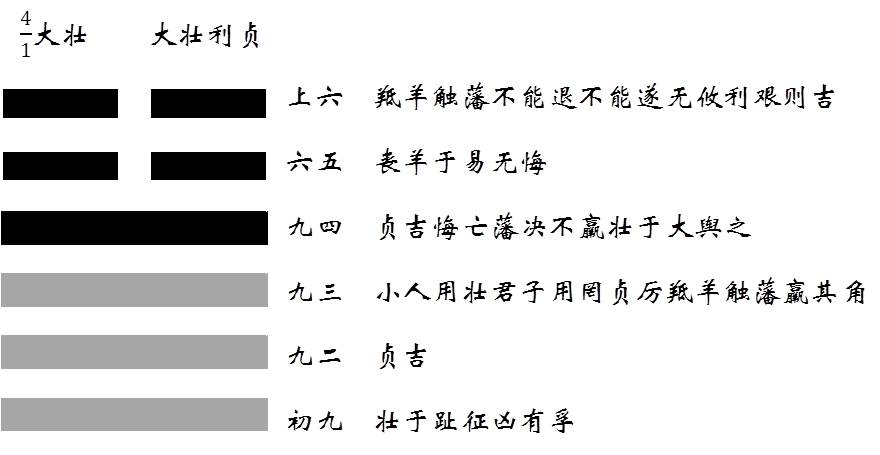 4/1大壮 大壮利贞
上六 羝羊触藩不能退不能遂无攸利艰则吉
六五 丧羊于易无悔
九四 贞吉悔亡藩决不羸壮于大舆之
九三 小人用壮君子用罔贞厉羝羊触藩羸其角
九二 贞吉
初九 壮于趾征凶有孚